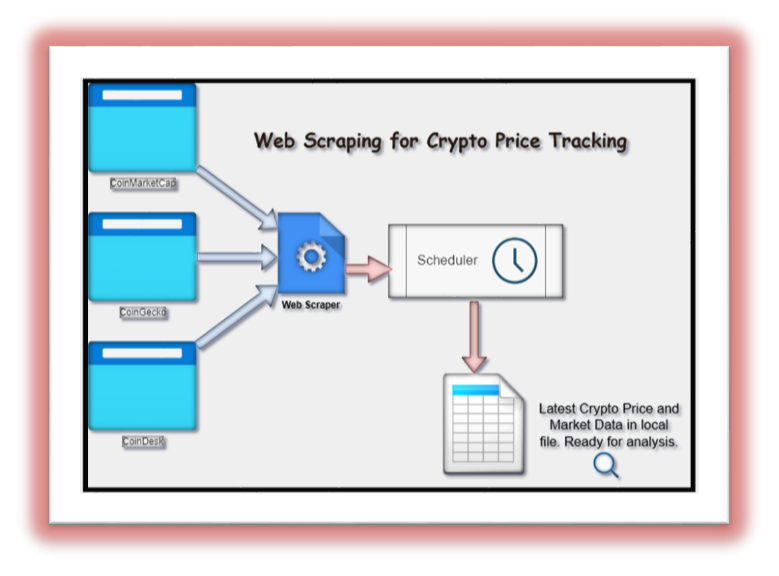 Web Scraping for Crypto Price Tracking
CoinMarketCap
CoinGecko
CoinDesk
Web Scraper
Scheduler
Latest Crypto Price and
Market Data in local
file. Ready for analysis.